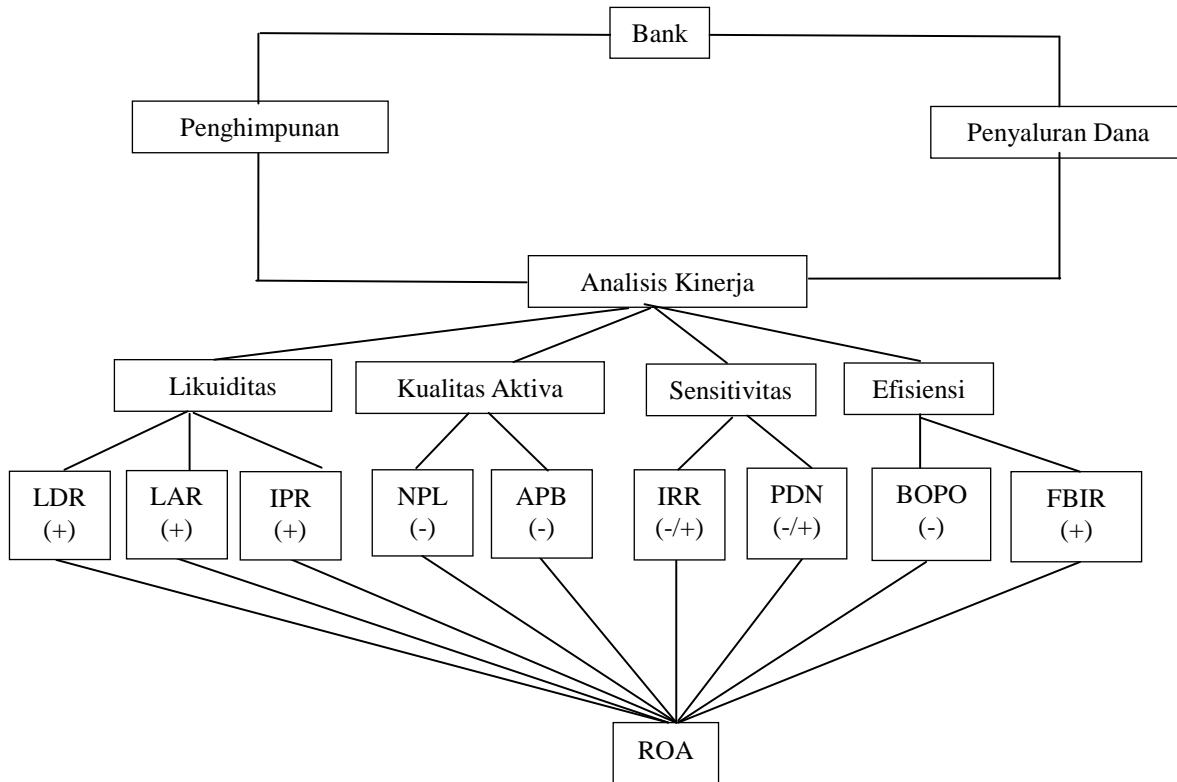 Bank
Penghimpunan
Penyaluran Dana
Analisis Kinerja
Likuiditas
Kualitas Aktiva
Sensitivitas
Efisiensi
LDR
(+)
LAR
(+)
IPR
(+)
NPL
(-)
APB
(-)
IRR
(-/+)
PDN
(-/+)
BOPO
(-)
FBIR
(+)
ROA